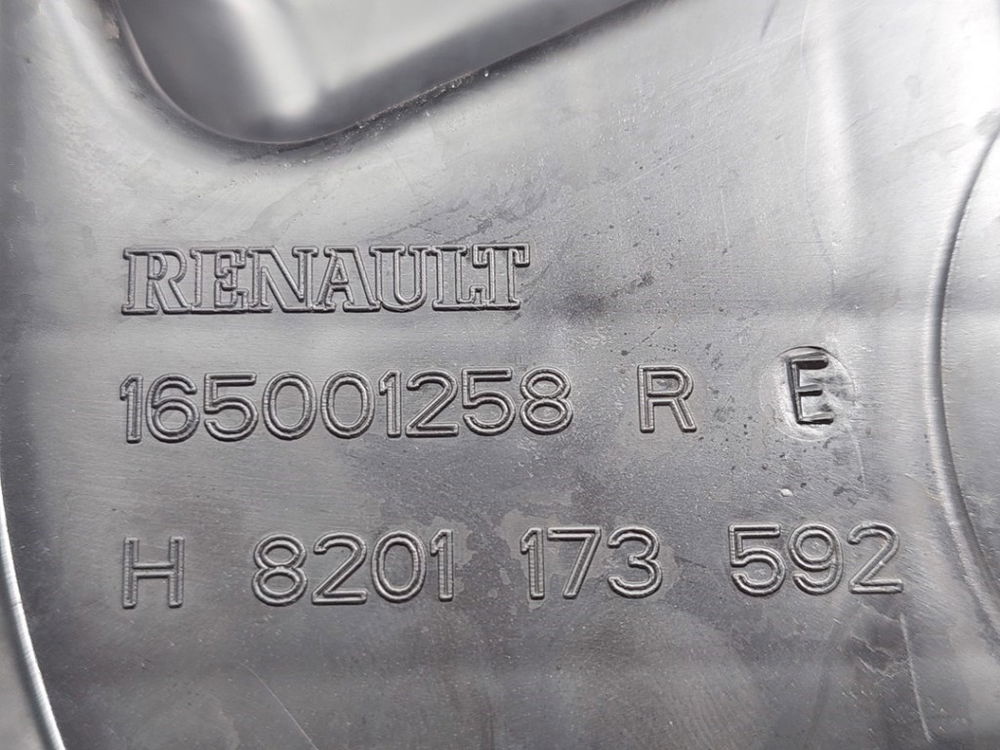 RENAULT
165001258 R E
H 8201 173 592